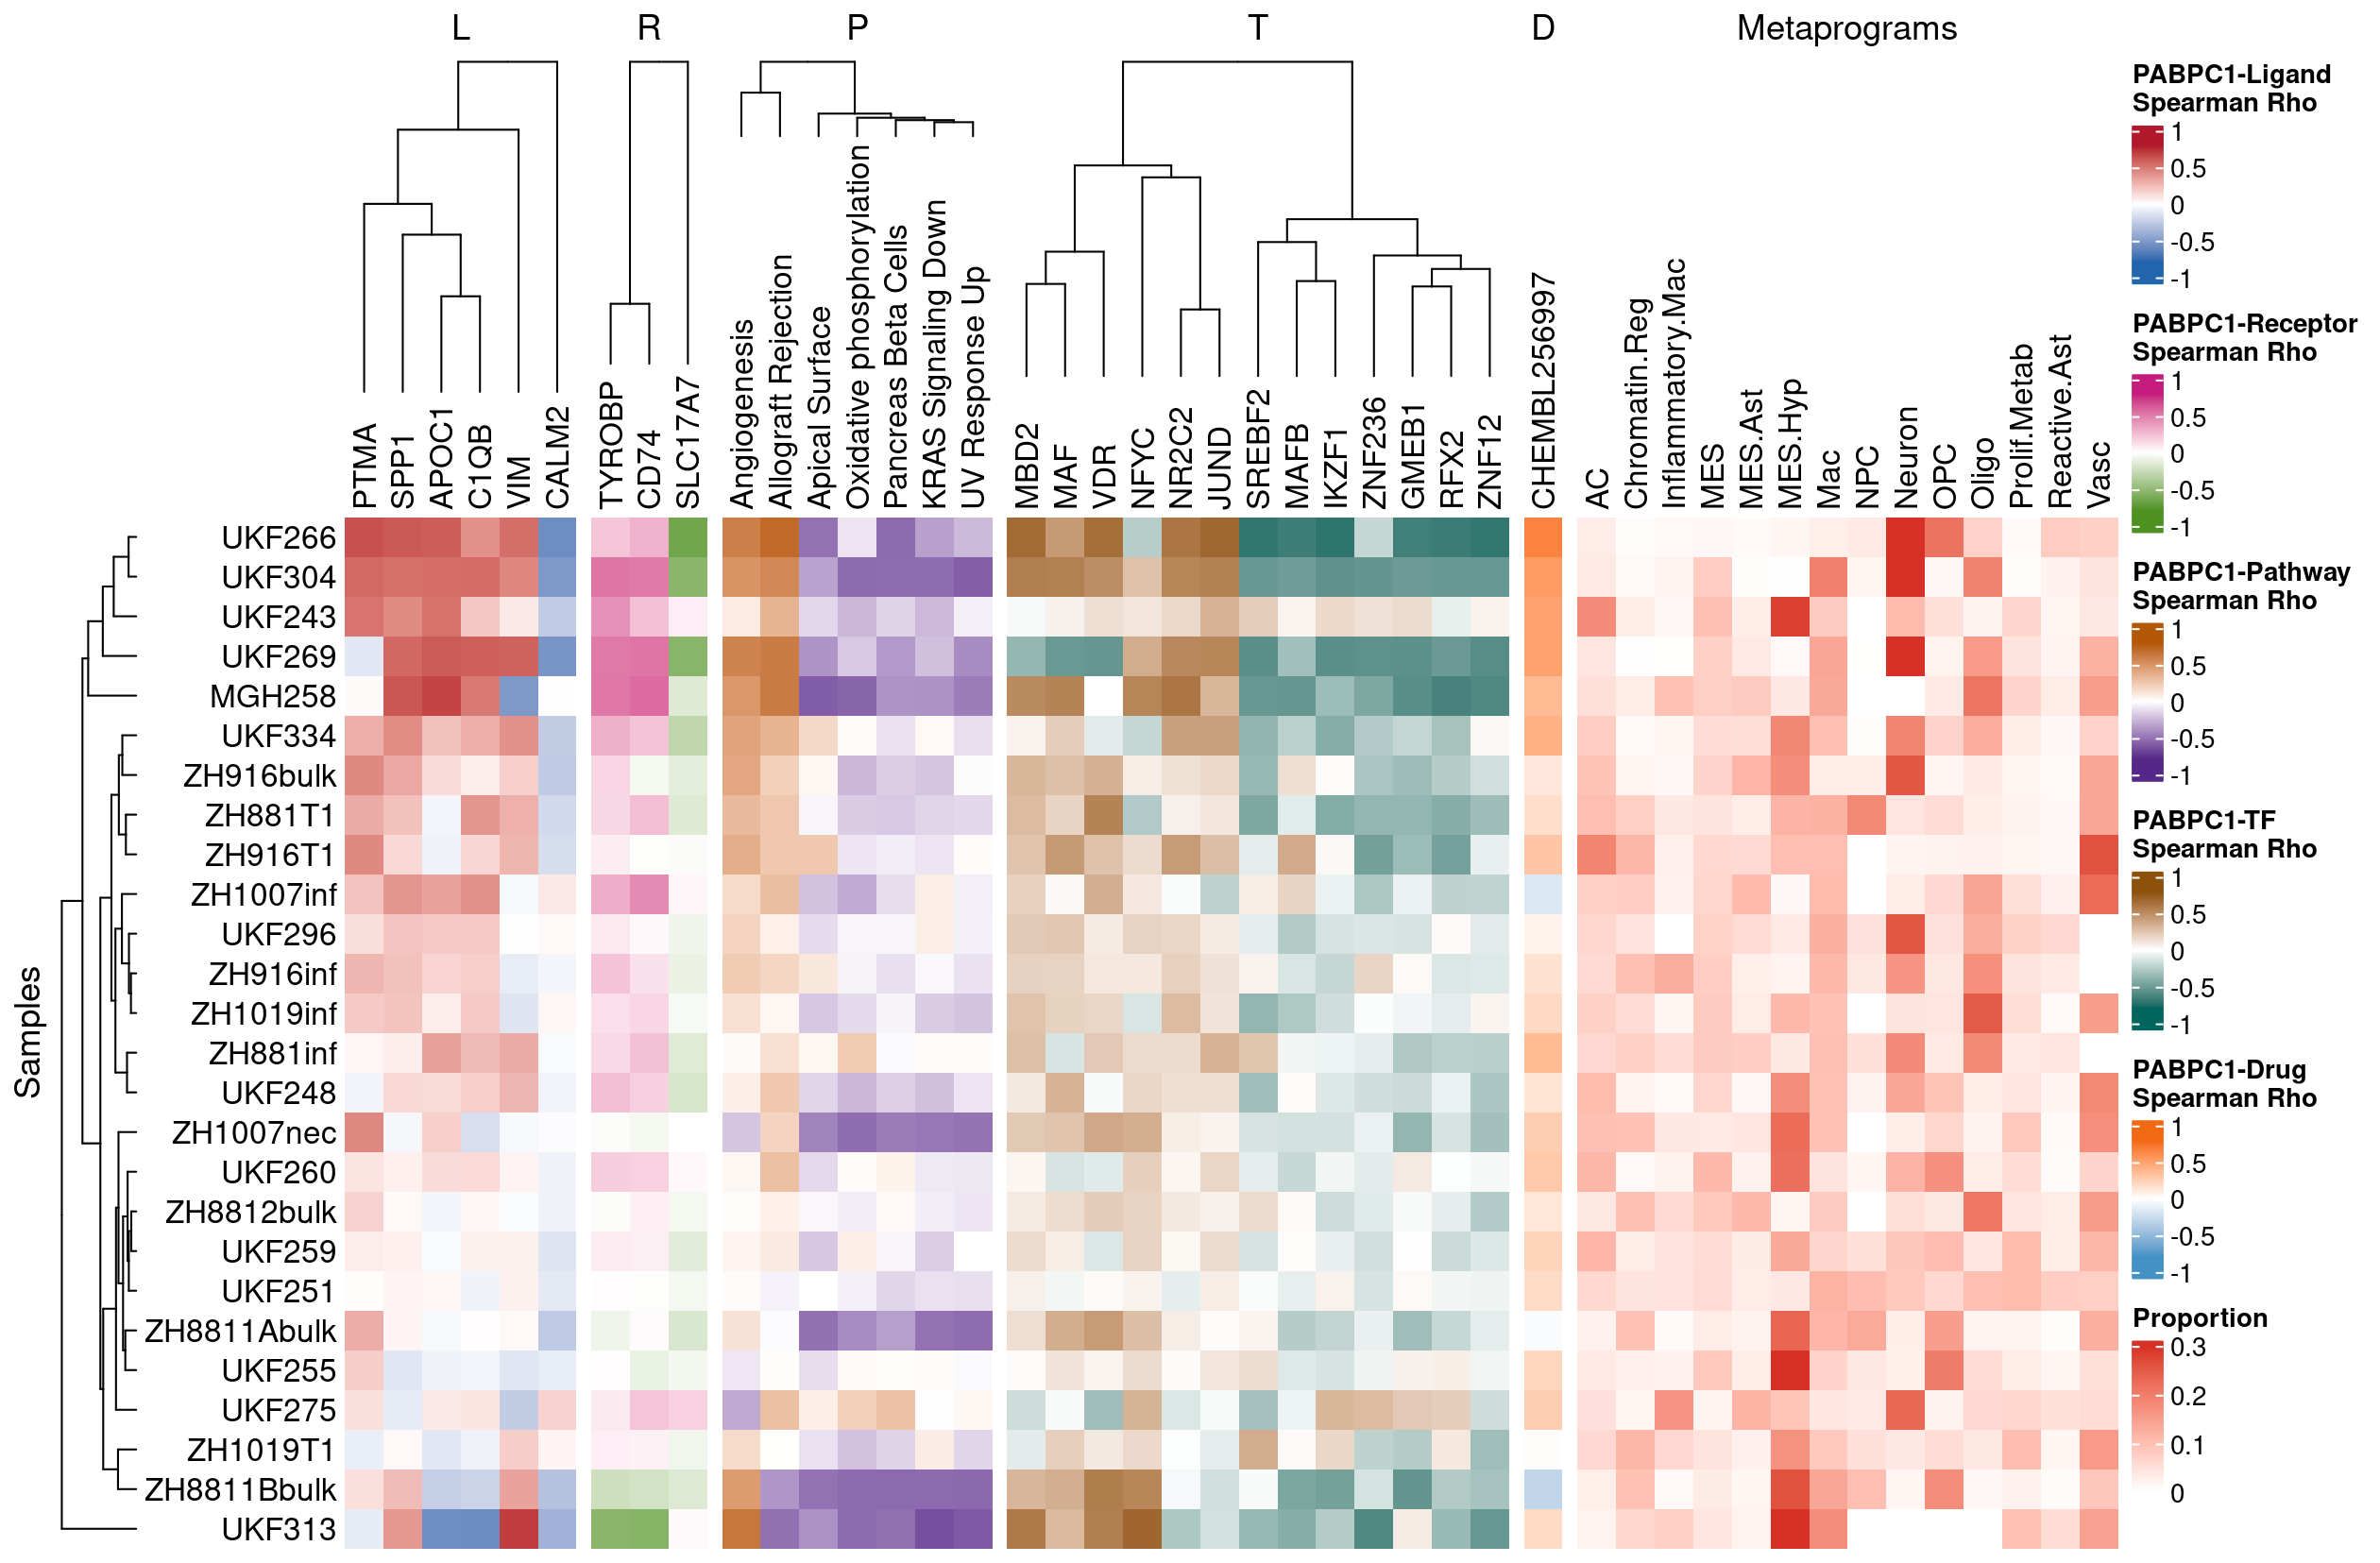 L R P T D Metaprograms
PTMA SPP1 APOC1 C1QB VIM CALM2
TYROBP CD74 SLC17A7
Angiogenesis
Allograft Rejection
Apical Surface
Oxidative phosphorylation
Pancreas Beta Cells
KRAS Signaling Down
UV Response Up
MBD2 MAF VDR NFYC NR2C2 JUND SREBF2 MAFB IKZF1 ZNF236 GMEB1 RFX2 ZNF12
CHEMBL256997
AC Chromatin.Reg Inflammatory.Mac MES MES.Ast MES.Hyp Mac NPC Neuron OPC Oligo Prolif.Metab Reactive.Ast Vasc
Samples
UKF266
UKF304
UKF243
UKF269
MGH258
UKF334
ZH916bulk
ZH881T1
ZH916T1
ZH1007inf
UKF296
ZH916inf
ZH1019inf
ZH881inf
UKF248
ZH1007nec
UKF260
ZH8812bulk
UKF259
UKF251
ZH8811Abulk
UKF255
UKF275
ZH1019T1
ZH8811Bbulk
UKF313
PABPC1-Ligand
Spearman Rho
1
0.5
0
-0.5
-1
PABPC1-Receptor
Spearman Rho
1
0.5
0
-0.5
-1
PABPC1-Pathway
Spearman Rho
1
0.5
0
-0.5
-1
PABPC1-TF
Spearman Rho
1
0.5
0
-0.5
-1
PABPC1-Drug
Spearman Rho
1
0.5
0
-0.5
-1
Proportion
0.3
0.2
0.1
0